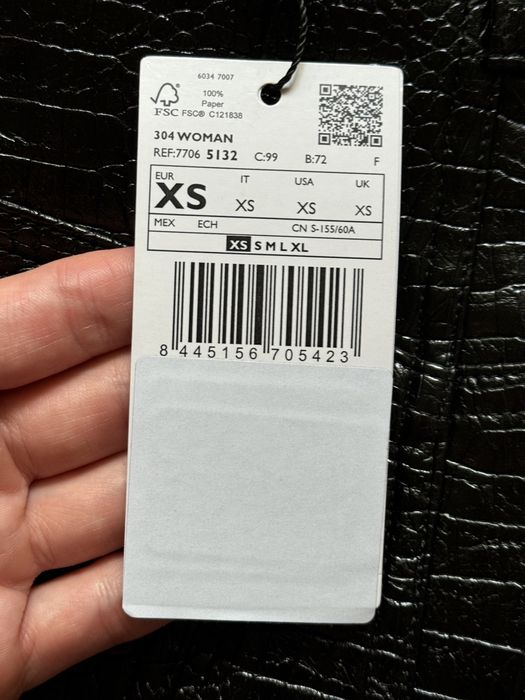 6034 7007
100%
Paper
FSC FSC® C121838
304 WOMAN
REF:7706 5132 C:99 B:72 F
EUR IT USA UK
XS XS XS XS
MEX ECH CN S-155/60A
XS S M L XL
8 445156 705423